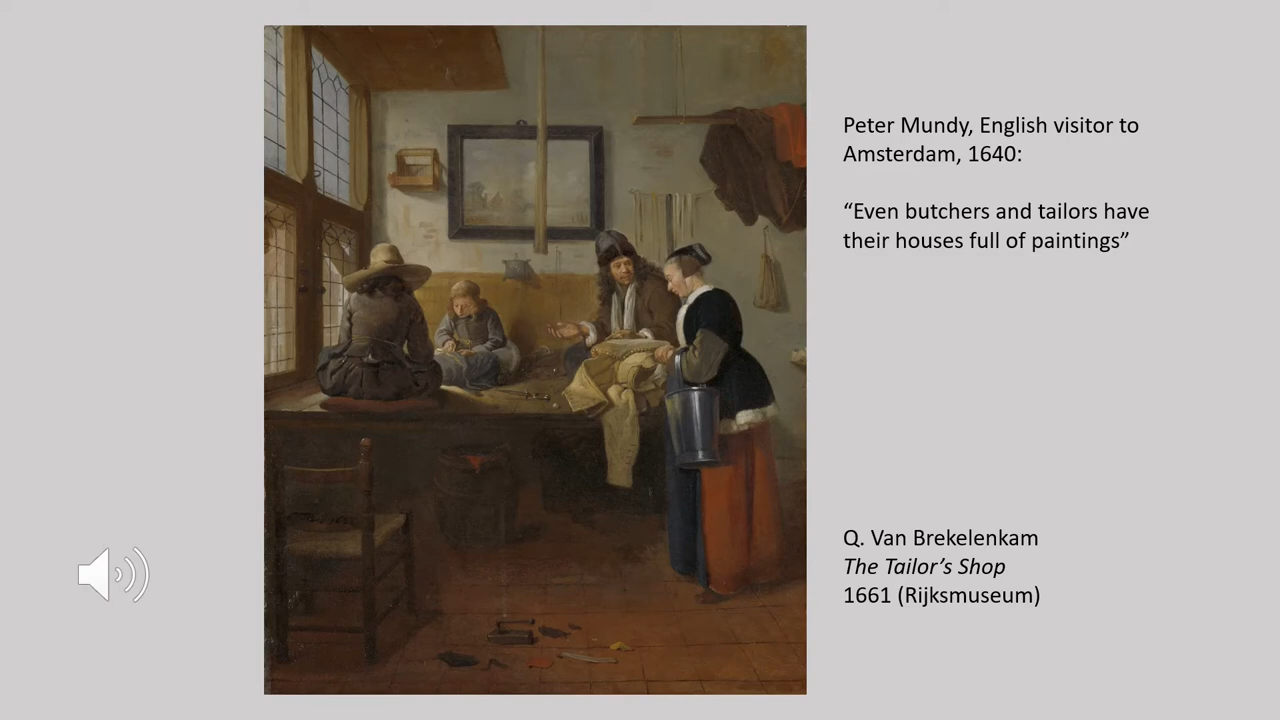 Peter Mundy, English visitor to
Amsterdam, 1640:
“Even butchers and tailors have
their houses full of paintings”
Q. Van Brekelenkam
The Tailor’s Shop
1661 (Rijksmuseum)